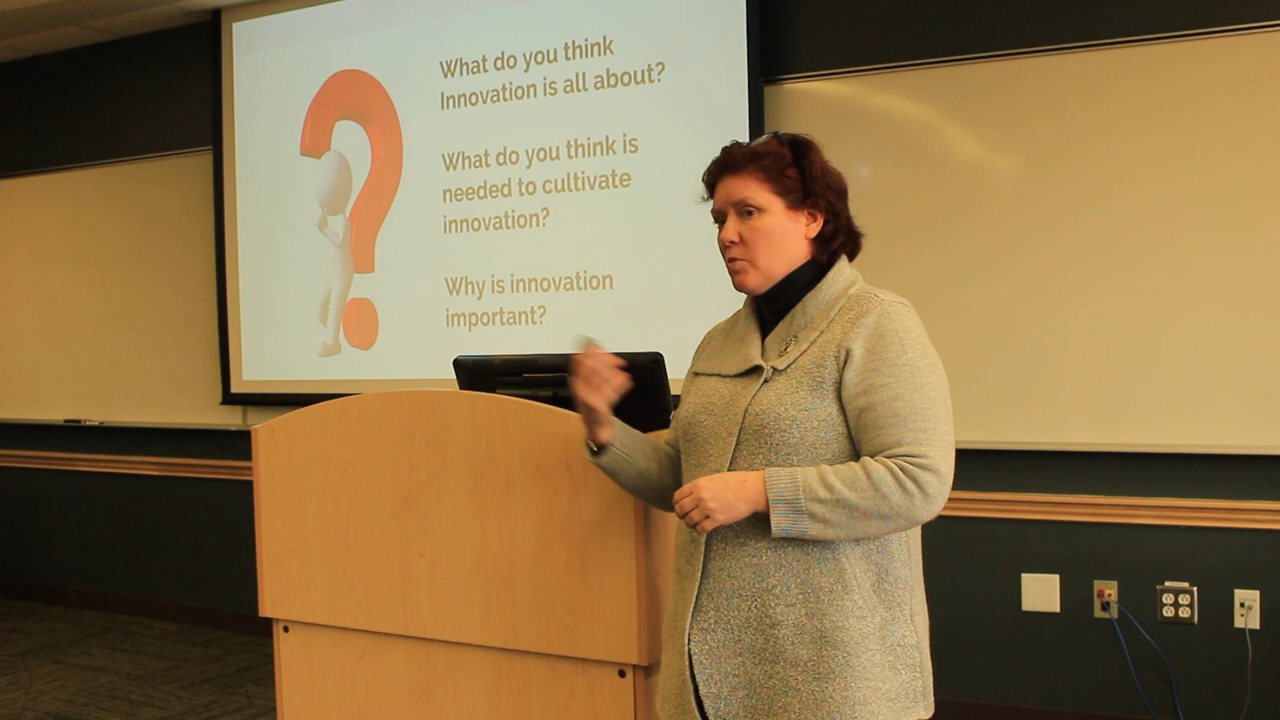 What do you think
Innovation is all about?
What do you think is
needed to cultivate
innovation?
Why is innovation
important?